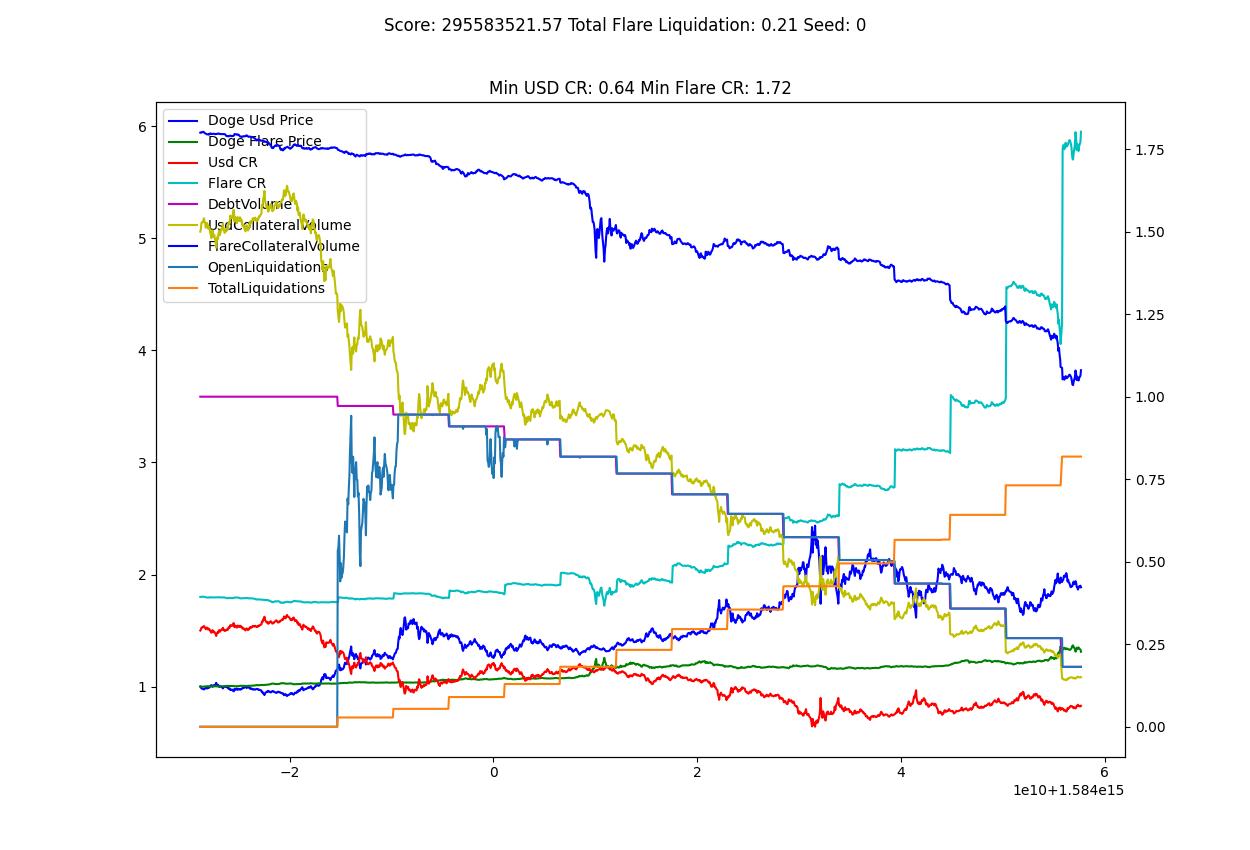 Score: 295583521.57 Total Flare Liquidation: 0.21 Seed: 0
Min USD CR: 0.64 Min Flare CR: 1.72
Doge Usd Price
Doge Flare Price
Usd CR
Flare CR
DebtVolume
UsdCollateralVolume
FlareCollateralVolume
OpenLiquidations
TotalLiquidations
6
5
4
3
2
1
1.75
1.50
1.25
1.00
0.75
0.50
0.25
0.00
−2
0
2
4
6
1e10+1.584e15